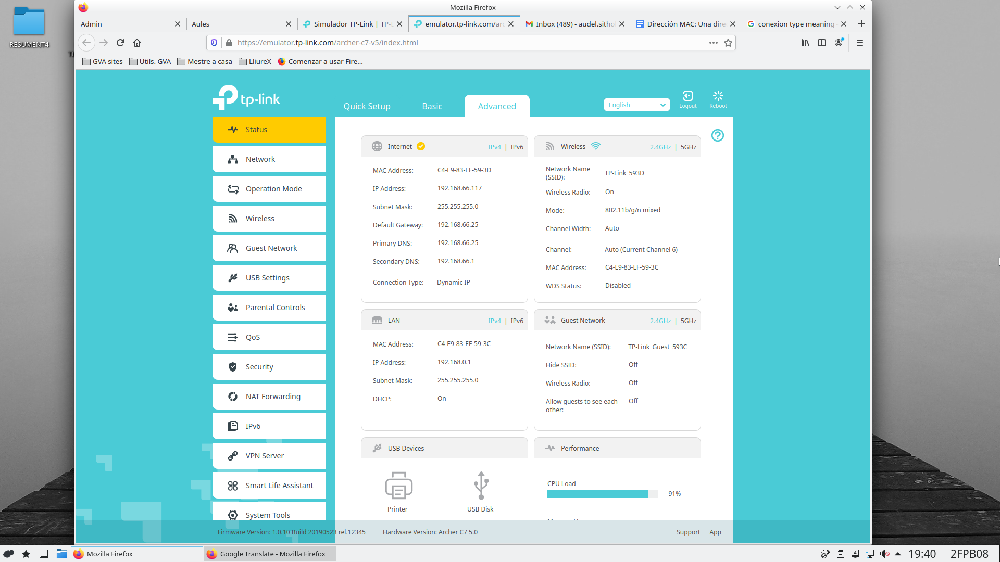 RESUMENT4
Mozilla Firefox
Admin
Aules
Simulador TP-Link | TP-L
emulator.tp-link.com/arc
Inbox (489) - audel.sithol
Dirección MAC: Una dire
conexion type meaning -
https://emulator.tp-link.com/archer-c7-v5/index.html
GVA sites
Utils. GVA
Mestre a casa
LliureX
Comenzar a usar Fire...
tp-link
Quick Setup
Basic
Advanced
English
Logout
Reboot
Status
Network
Operation Mode
Wireless
Guest Network
USB Settings
Parental Controls
QoS
Security
NAT Forwarding
IPv6
VPN Server
Smart Life Assistant
System Tools
Internet
IPv4 | IPv6
MAC Address: C4-E9-83-EF-59-3D
IP Address: 192.168.66.117
Subnet Mask: 255.255.255.0
Default Gateway: 192.168.66.25
Primary DNS: 192.168.66.25
Secondary DNS: 192.168.66.1
Connection Type: Dynamic IP
Wireless
2.4GHz | 5GHz
Network Name
(SSID): TP-Link_593D
Wireless Radio: On
Mode: 802.11b/g/n mixed
Channel Width: Auto
Channel: Auto (Current Channel 6)
MAC Address: C4-E9-83-EF-59-3C
WDS Status: Disabled
LAN
IPv4 | IPv6
MAC Address: C4-E9-83-EF-59-3C
IP Address: 192.168.0.1
Subnet Mask: 255.255.255.0
DHCP: On
Guest Network
2.4GHz | 5GHz
Network Name (SSID): TP-Link_Guest_593C
Hide SSID: Off
Wireless Radio: Off
Allow guests to see each
other: Off
USB Devices
Printer
USB Disk
Performance
CPU Load
91%
Firmware Version: 1.0.10 Build 20190523 rel.12345
Hardware Version: Archer C7 5.0
Support
App
Mozilla Firefox
Google Translate - Mozilla Firefox
19:40
2FPB08